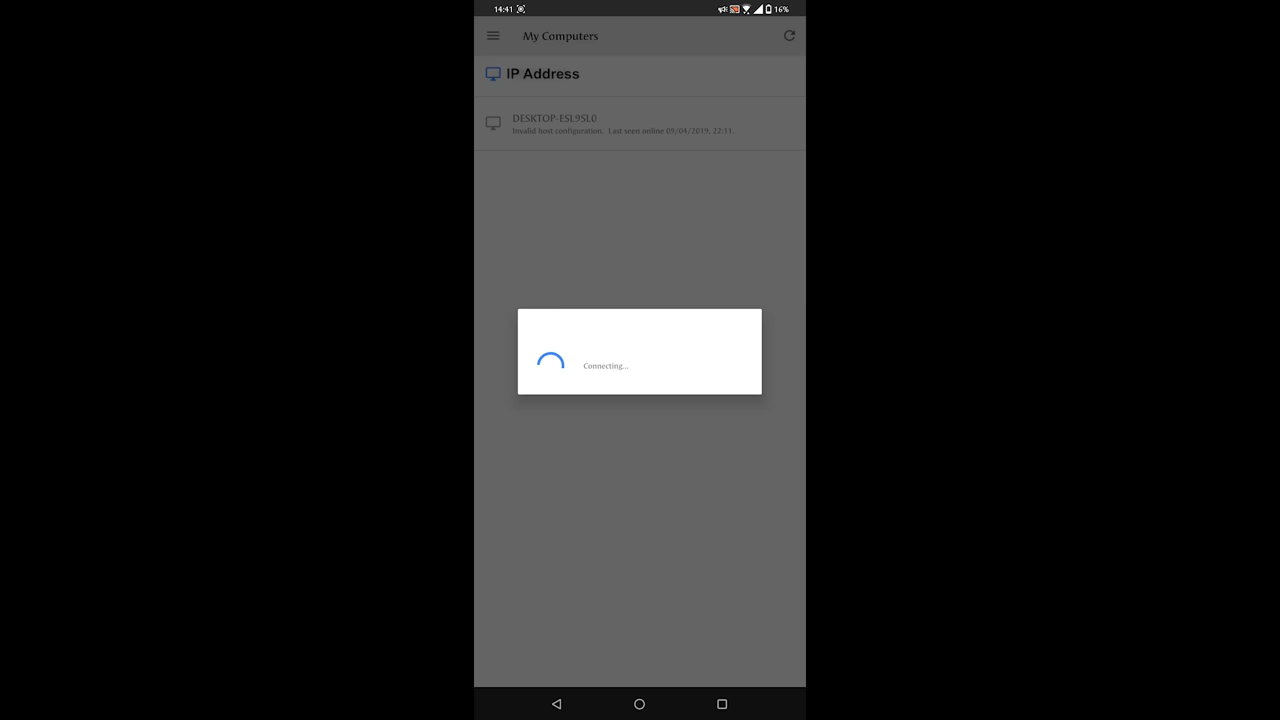 14:41
16%
My Computers
IP Address
DESKTOP-ESL9SL0
Invalid host configuration. Last seen online 09/04/2019, 22:11.
Connecting...